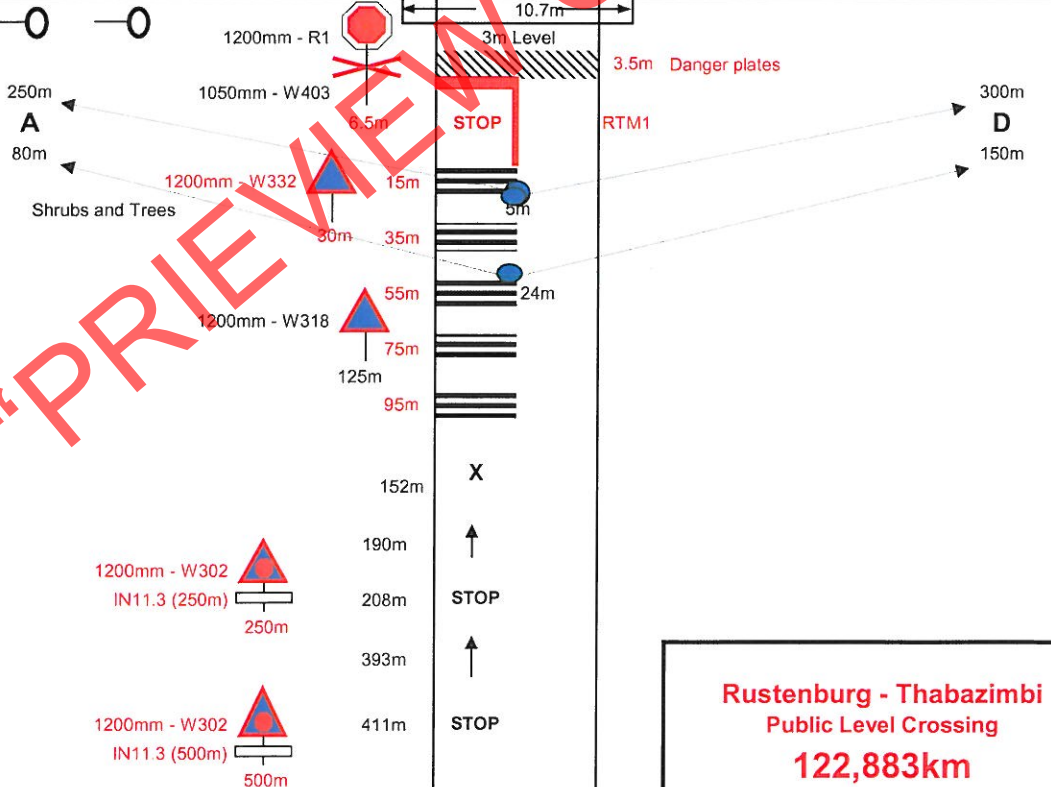 10.7m
1200mm - R1
3m Level
3.5m Danger plates
250m
1050mm - W403
300m
A
6.5m
STOP
RTM1
D
80m
150m
1200mm - W332
15m
Shrubs and Trees
5m
30m
35m
55m
24m
1200mm - W318
75m
125m
95m
X
152m
190m
1200mm - W302
IN11.3 (250m)
208m
STOP
250m
393m
1200mm - W302
411m
STOP
IN11.3 (500m)
500m
Rustenburg - Thabazimbi
Public Level Crossing
122,883km
"PRIEVIEW